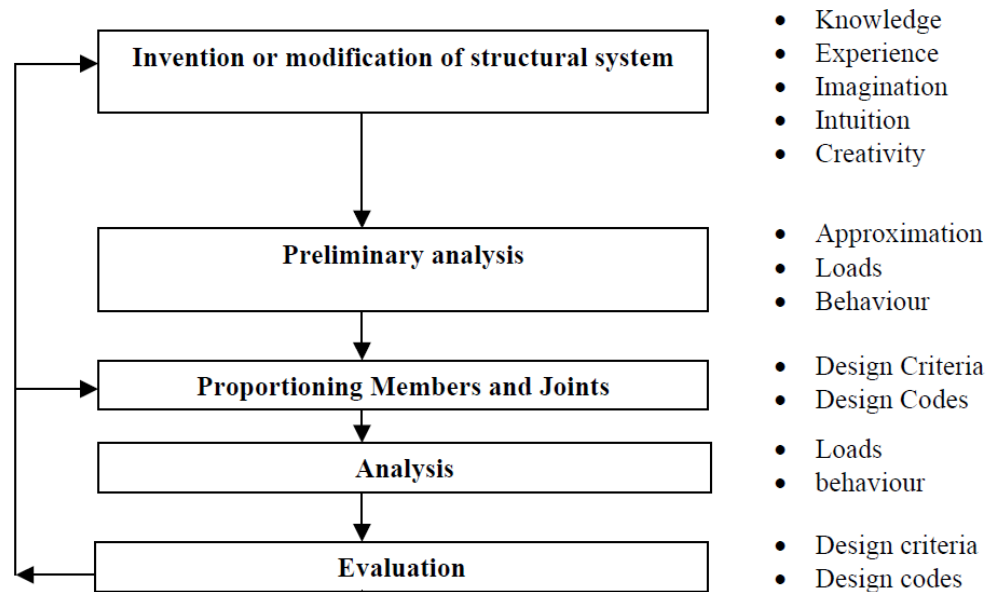 Invention or modification of structural system
• Knowledge
• Experience
• Imagination
• Intuition
• Creativity
Preliminary analysis
• Approximation
• Loads
• Behaviour
Proportioning Members and Joints
• Design Criteria
• Design Codes
Analysis
• Loads
• behaviour
Evaluation
• Design criteria
• Design codes